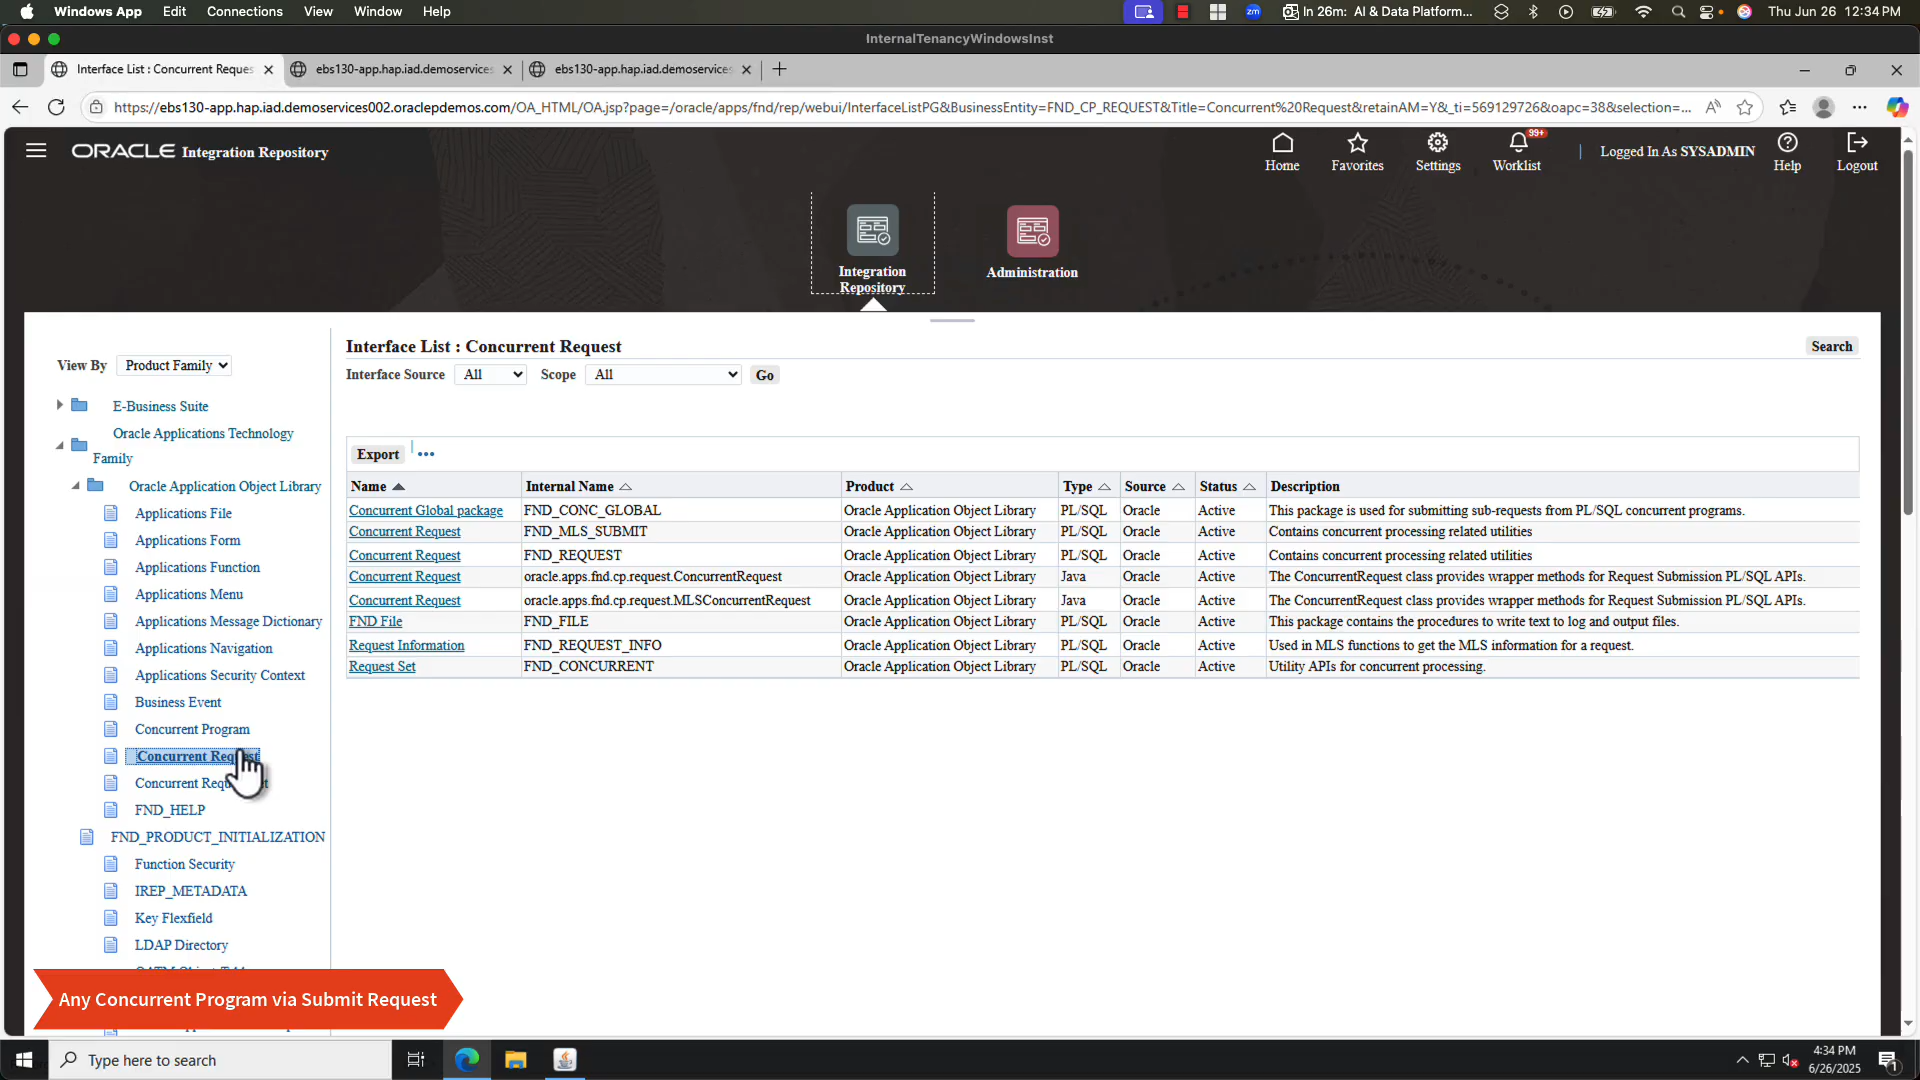 Windows App Edit Connections View Window Help
zm In 26m: AI & Data Platform... Thu Jun 26 12:34 PM
InternalTenancyWindowsInst
Interface List : Concurrent Reques
ebs130-app.hap.iad.demoservices
ebs130-app.hap.iad.demoservices
https://ebs130-app.hap.iad.demoservices002.oraclepdemos.com/OA_HTML/OA.jsp?page=/oracle/apps/fnd/rep/webui/InterfaceListPG&BusinessEntity=FND_CP_REQUEST&Title=Concurrent%20Request&retainAM=Y&_ti=569129726&oapc=38&selection=...
ORACLE Integration Repository
Home
Favorites
Settings
99+
Worklist
Logged In As SYSADMIN
Help
Logout
Integration
Repository
Administration
View By Product Family
E-Business Suite
Oracle Applications Technology
Family
Oracle Application Object Library
Applications File
Applications Form
Applications Function
Applications Menu
Applications Message Dictionary
Applications Navigation
Applications Security Context
Business Event
Concurrent Program
Concurrent Request
Concurrent Requ
FND_HELP
FND_PRODUCT_INITIALIZATION
Function Security
IREP_METADATA
Key Flexfield
LDAP Directory
Interface List : Concurrent Request
Search
Interface Source All Scope All Go
Export ...
Name Internal Name Product Type Source Status Description
Concurrent Global package FND_CONC_GLOBAL Oracle Application Object Library PL/SQL Oracle Active This package is used for submitting sub-requests from PL/SQL concurrent programs.
Concurrent Request FND_MLS_SUBMIT Oracle Application Object Library PL/SQL Oracle Active Contains concurrent processing related utilities
Concurrent Request FND_REQUEST Oracle Application Object Library PL/SQL Oracle Active Contains concurrent processing related utilities
Concurrent Request oracle.apps.fnd.cp.request.ConcurrentRequest Oracle Application Object Library Java Oracle Active The ConcurrentRequest class provides wrapper methods for Request Submission PL/SQL APIs.
Concurrent Request oracle.apps.fnd.cp.request.MLSConcurrentRequest Oracle Application Object Library Java Oracle Active The ConcurrentRequest class provides wrapper methods for Request Submission PL/SQL APIs.
FND File FND_FILE Oracle Application Object Library PL/SQL Oracle Active This package contains the procedures to write text to log and output files.
Request Information FND_REQUEST_INFO Oracle Application Object Library PL/SQL Oracle Active Used in MLS functions to get the MLS information for a request.
Request Set FND_CONCURRENT Oracle Application Object Library PL/SQL Oracle Active Utility APIs for concurrent processing.
Any Concurrent Program via Submit Request
Type here to search
4:34 PM
6/26/2025
1